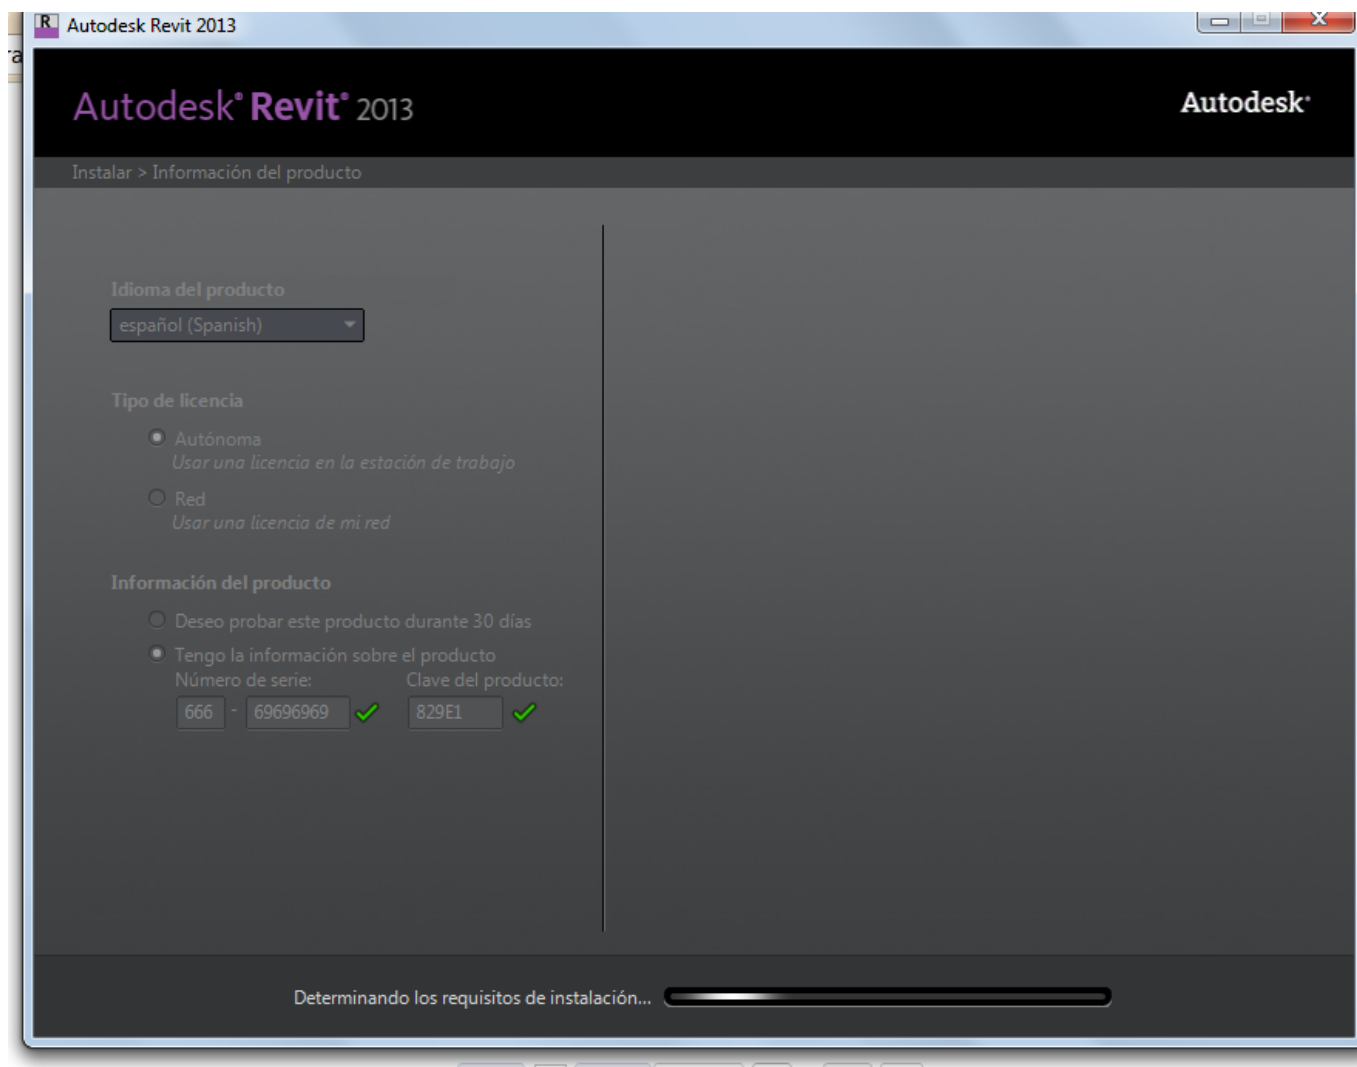 Autodesk Revit 2013
ra
Autodesk® Revit® 2013
Autodesk®
Instalar > Información del producto
Idioma del producto
español (Spanish)
Tipo de licencia
Autónoma
Usar una licencia en la estación de trabajo
Red
Usar una licencia de mi red
Información del producto
Deseo probar este producto durante 30 días
Tengo la información sobre el producto
Número de serie: Clave del producto:
666 - 69696969 829E1
Determinando los requisitos de instalación...